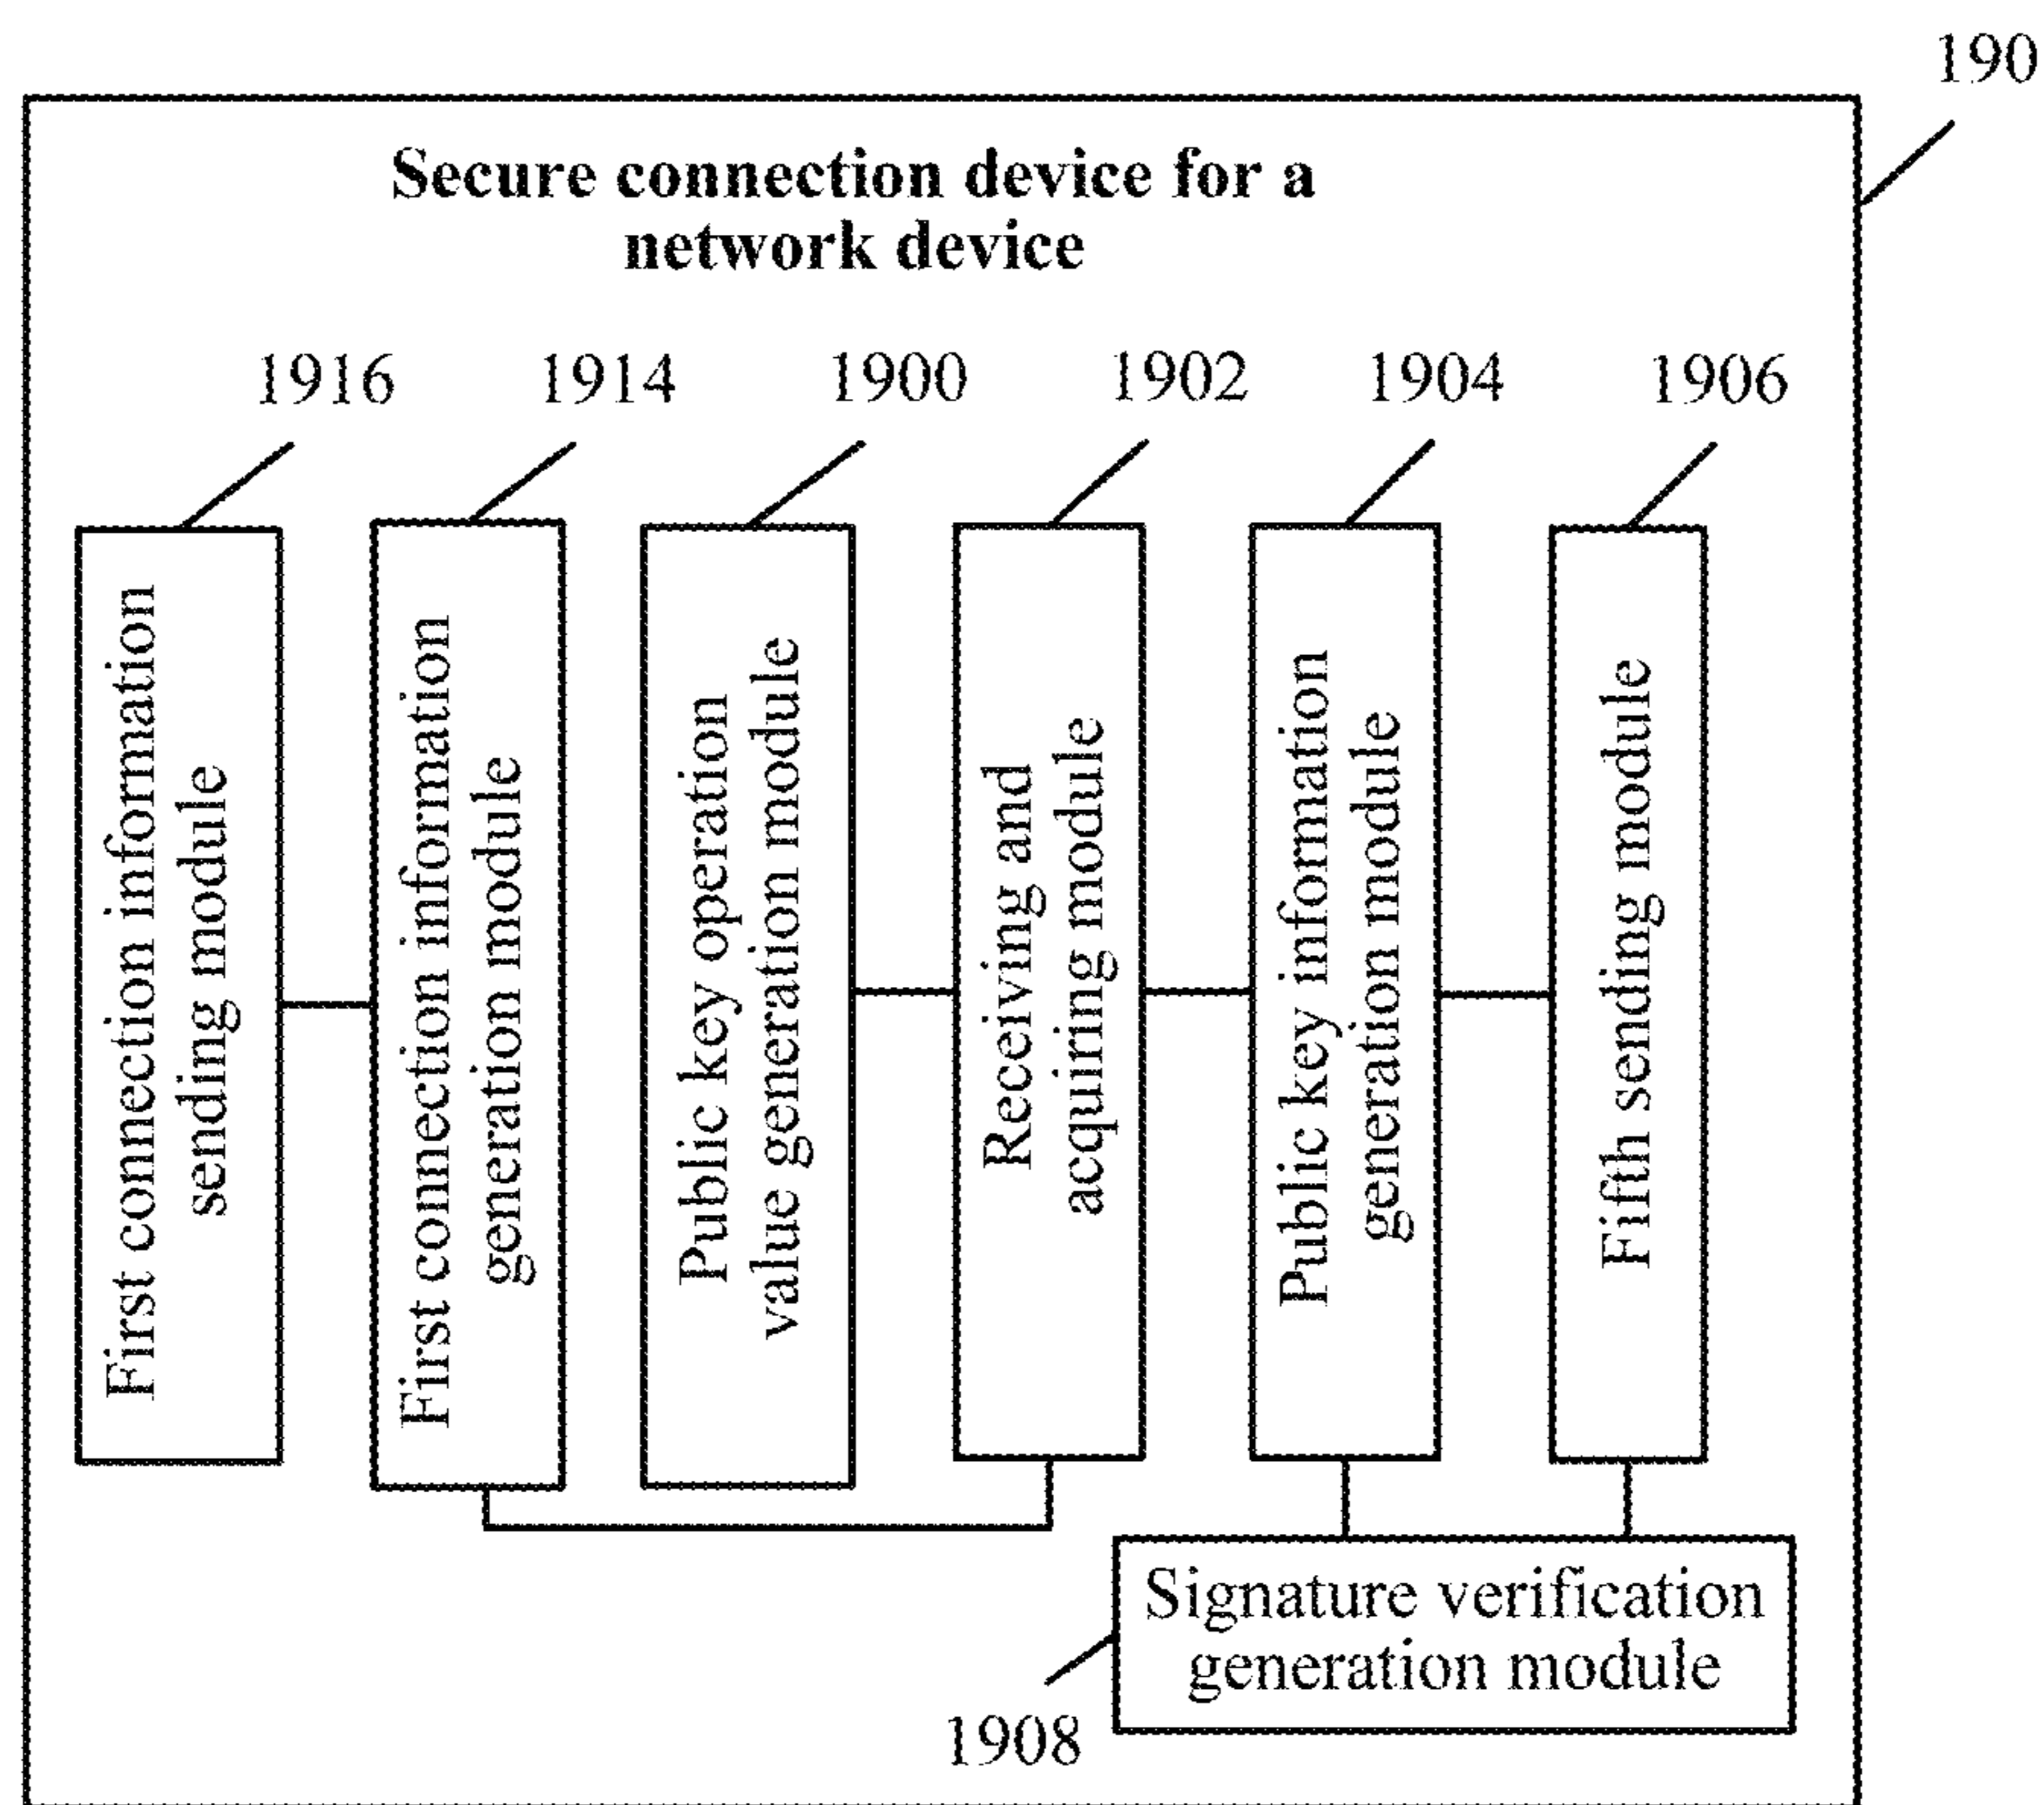 190
Secure connection device for a
network device
1916
1914
1900
1902
1904
1906
First connection information
sending module
First connection information
generation module
Public key operation
value generation module
Receiving and
acquiring module
Public key information
generation module
Fifth sending module
Signature verification
generation module
1908